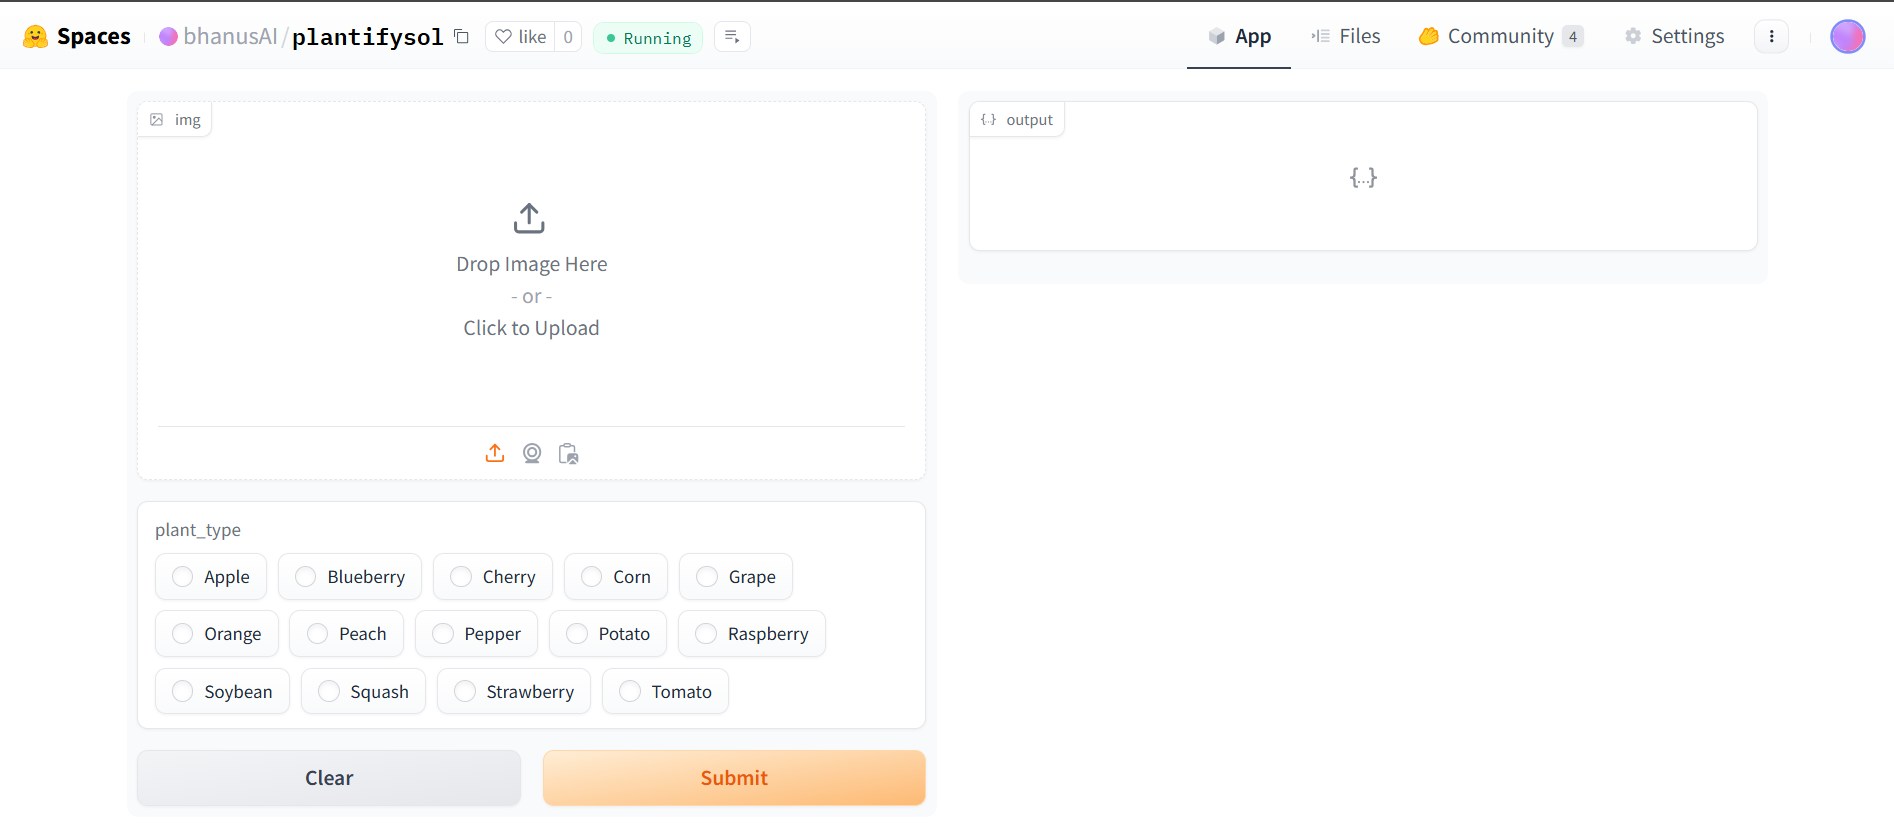 Spaces bhanusAI/plantifysol like 0 Running App Files Community 4 Settings
img
Drop Image Here
- or -
Click to Upload
plant_type
Apple Blueberry Cherry Corn Grape
Orange Peach Pepper Potato Raspberry
Soybean Squash Strawberry Tomato
Clear Submit
{..} output
{...}